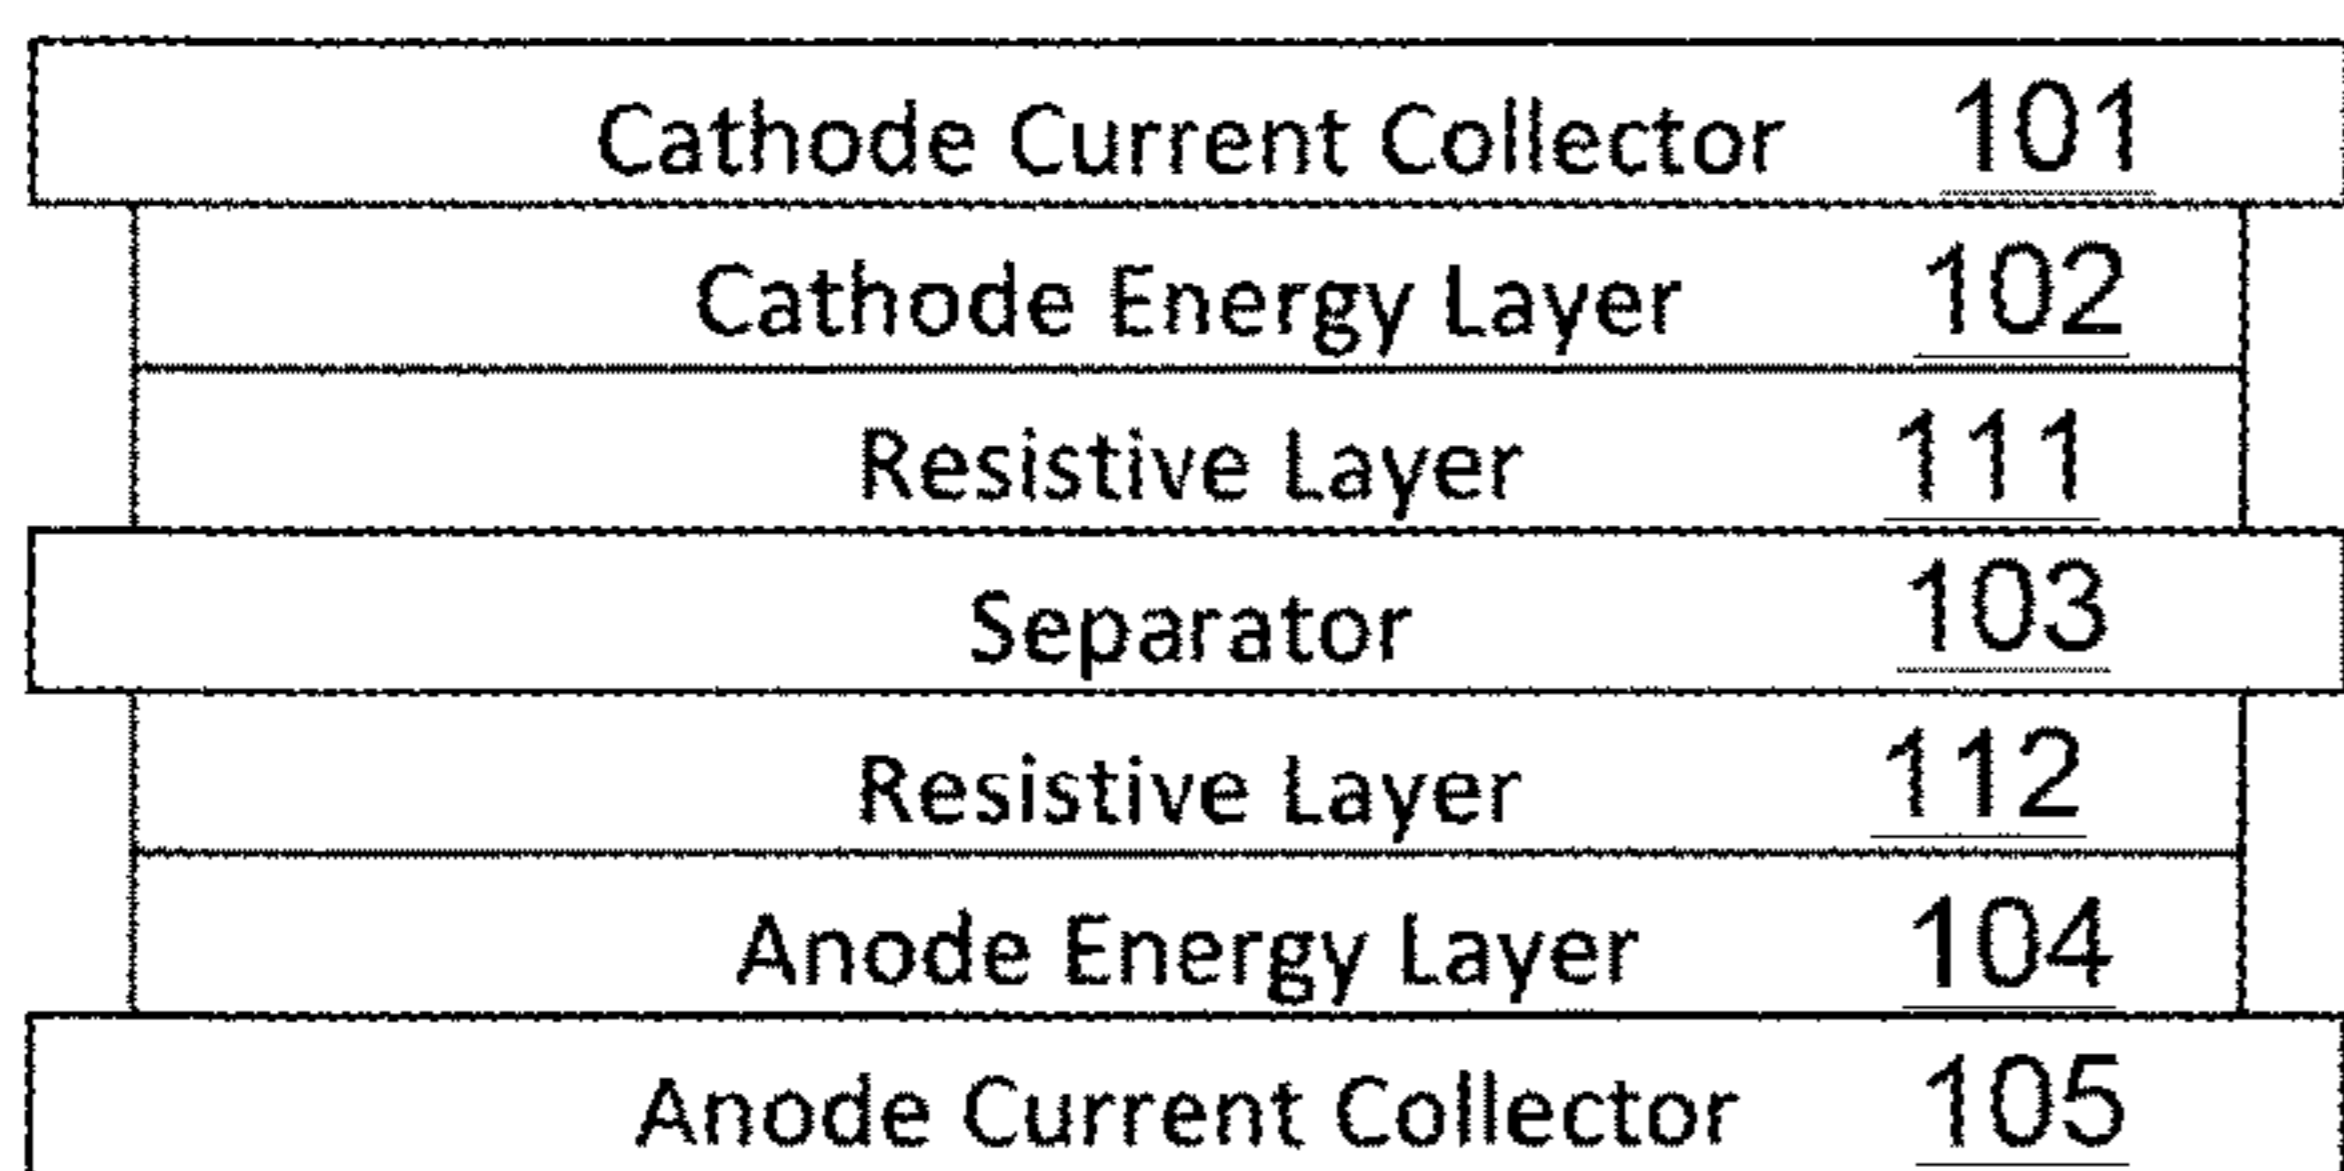 Cathode Current Collector 101
Cathode Energy Layer 102
Resistive Layer 111
Separator 103
Resistive Layer 112
Anode Energy Layer 104
Anode Current Collector 105